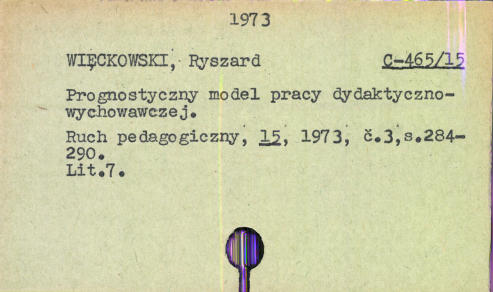 1973
WIĘCKOWSKI, Ryszard C-465/15
Prognostyczny model pracy dydaktyczno-
wychowawczej.
Ruch pedagogiczny, 15, 1973, č.3,s.284-
290.
Lit.7.